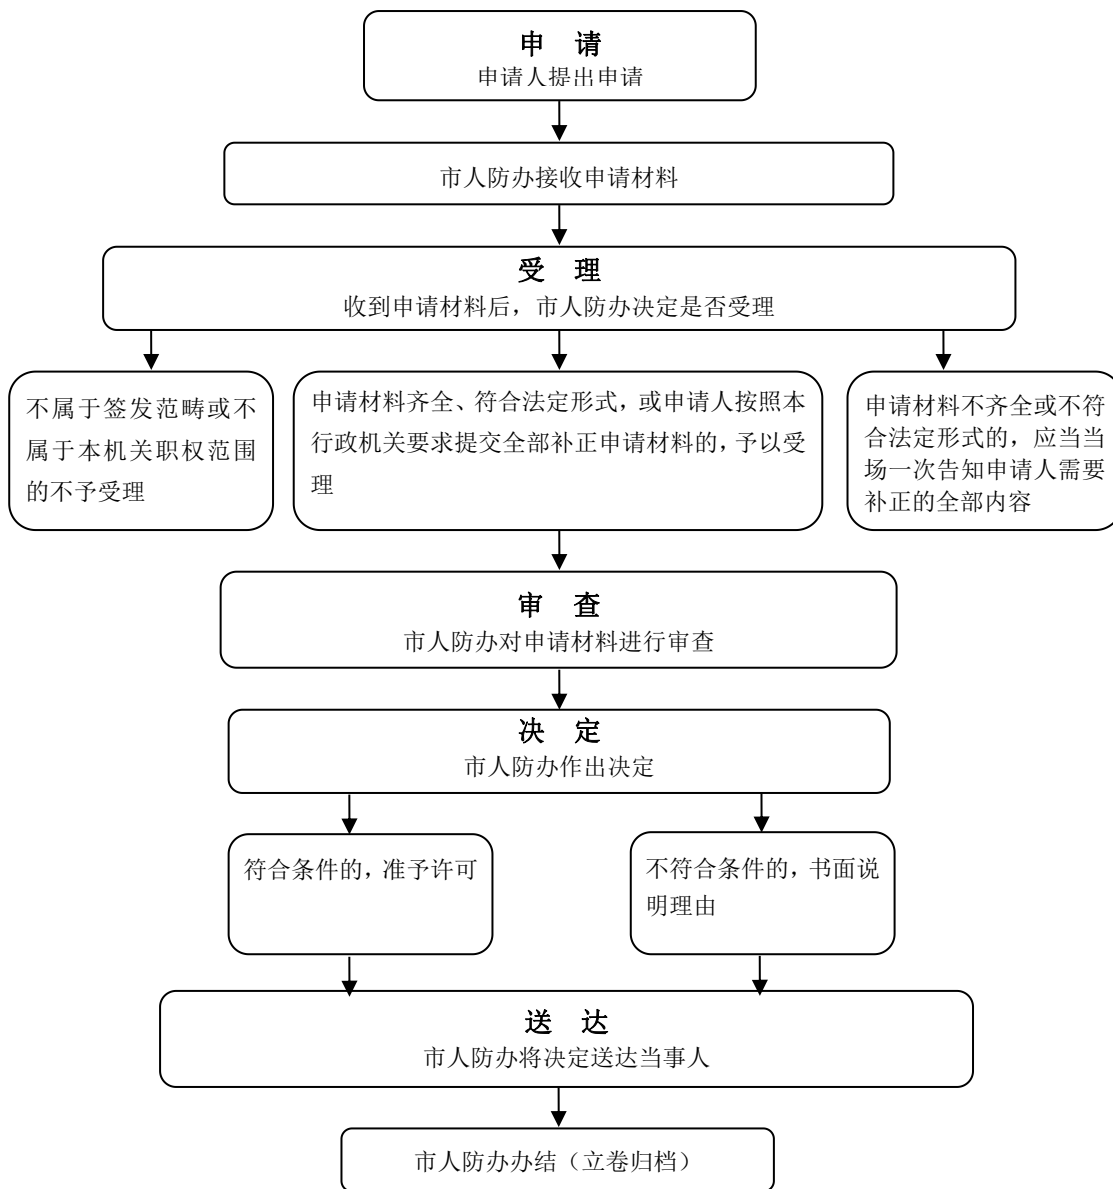 申 请
申请人提出申请
市人防办接收申请材料
受 理
收到申请材料后，市人防办决定是否受理
不属于签发范畴或不
属于本机关职权范围
的不予受理
申请材料齐全、符合法定形式，或申请人按照本
行政机关要求提交全部补正申请材料的，予以受
理
申请材料不齐全或不符
合法定形式的，应当当
场一次告知申请人需要
补正的全部内容
审 查
市人防办对申请材料进行审查
决 定
市人防办作出决定
符合条件的，准予许可
不符合条件的，书面说
明理由
送 达
市人防办将决定送达当事人
市人防办办结（立卷归档）